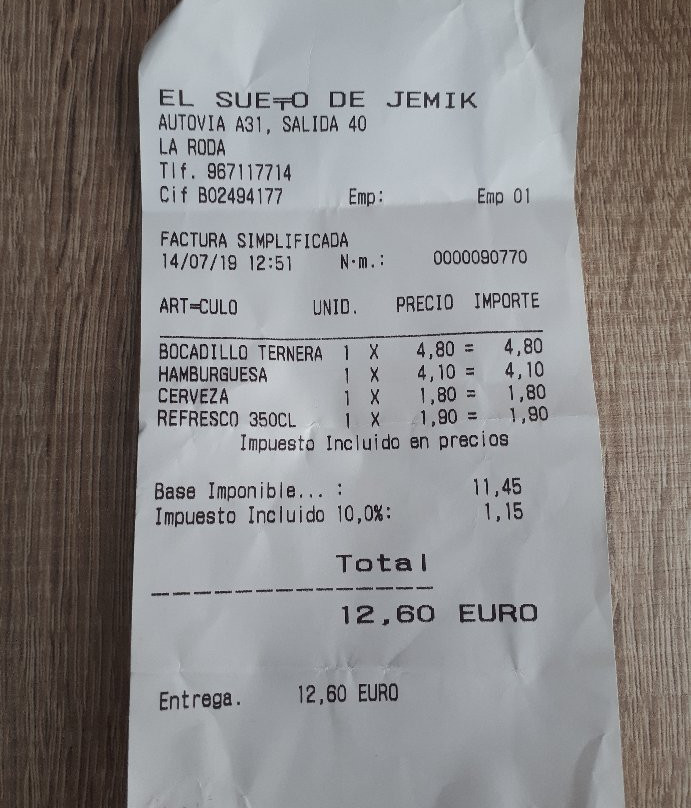 EL SUE╤O DE JEMIK
AUTOVIA A31, SALIDA 40
LA RODA
Tlf. 967117714
Cif B02494177 Emp: Emp 01
FACTURA SIMPLIFICADA
14/07/19 12:51 N·m.: 0000090770
ART=CULO UNID. PRECIO IMPORTE
BOCADILLO TERNERA 1 X 4,80 = 4,80
HAMBURGUESA 1 X 4,10 = 4,10
CERVEZA 1 X 1,80 = 1,80
REFRESCO 350CL 1 X 1,90 = 1,90
Impuesto Incluido en precios
Base Imponible... : 11,45
Impuesto Incluido 10,0%: 1,15
Total
---------------
12,60 EURO
Entrega. 12,60 EURO